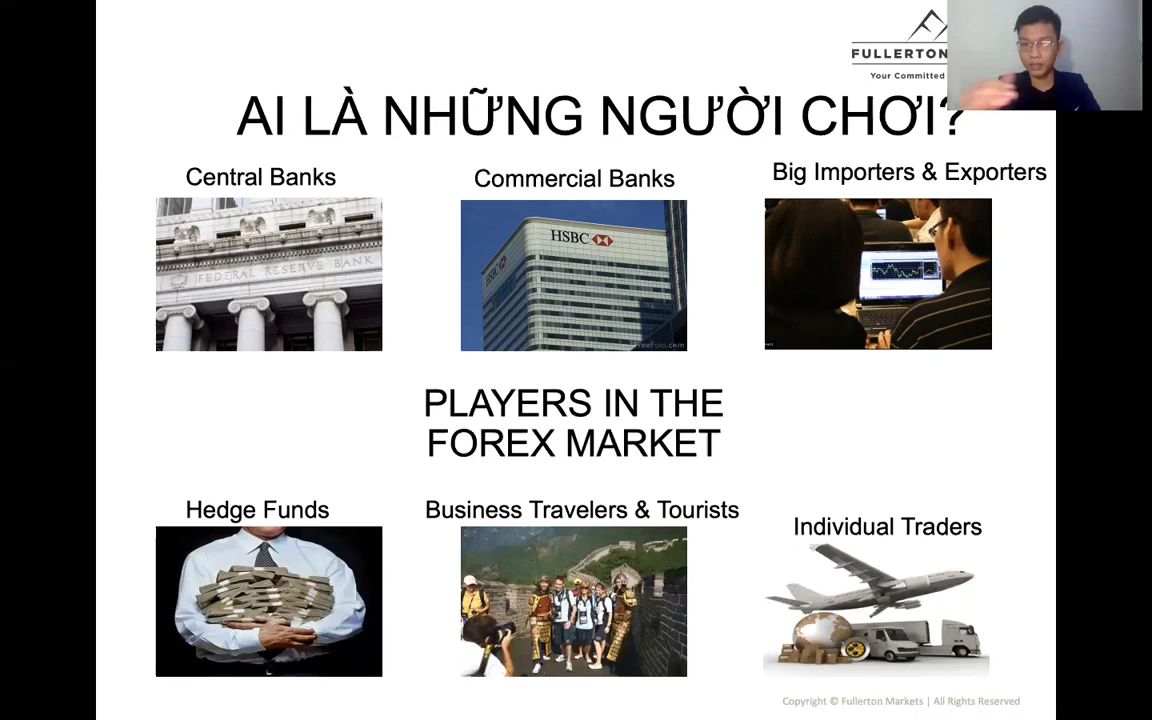 FULLERTON
Your Committed
AI LÀ NHỮNG NGƯỜI CHƠI?
Central Banks
Commercial Banks
Big Importers & Exporters
FEDERAL RESERVE BANK
HSBC
HSBC
PLAYERS IN THE
FOREX MARKET
Hedge Funds
Business Travelers & Tourists
Individual Traders
Copyright © Fullerton Markets | All Rights Reserved